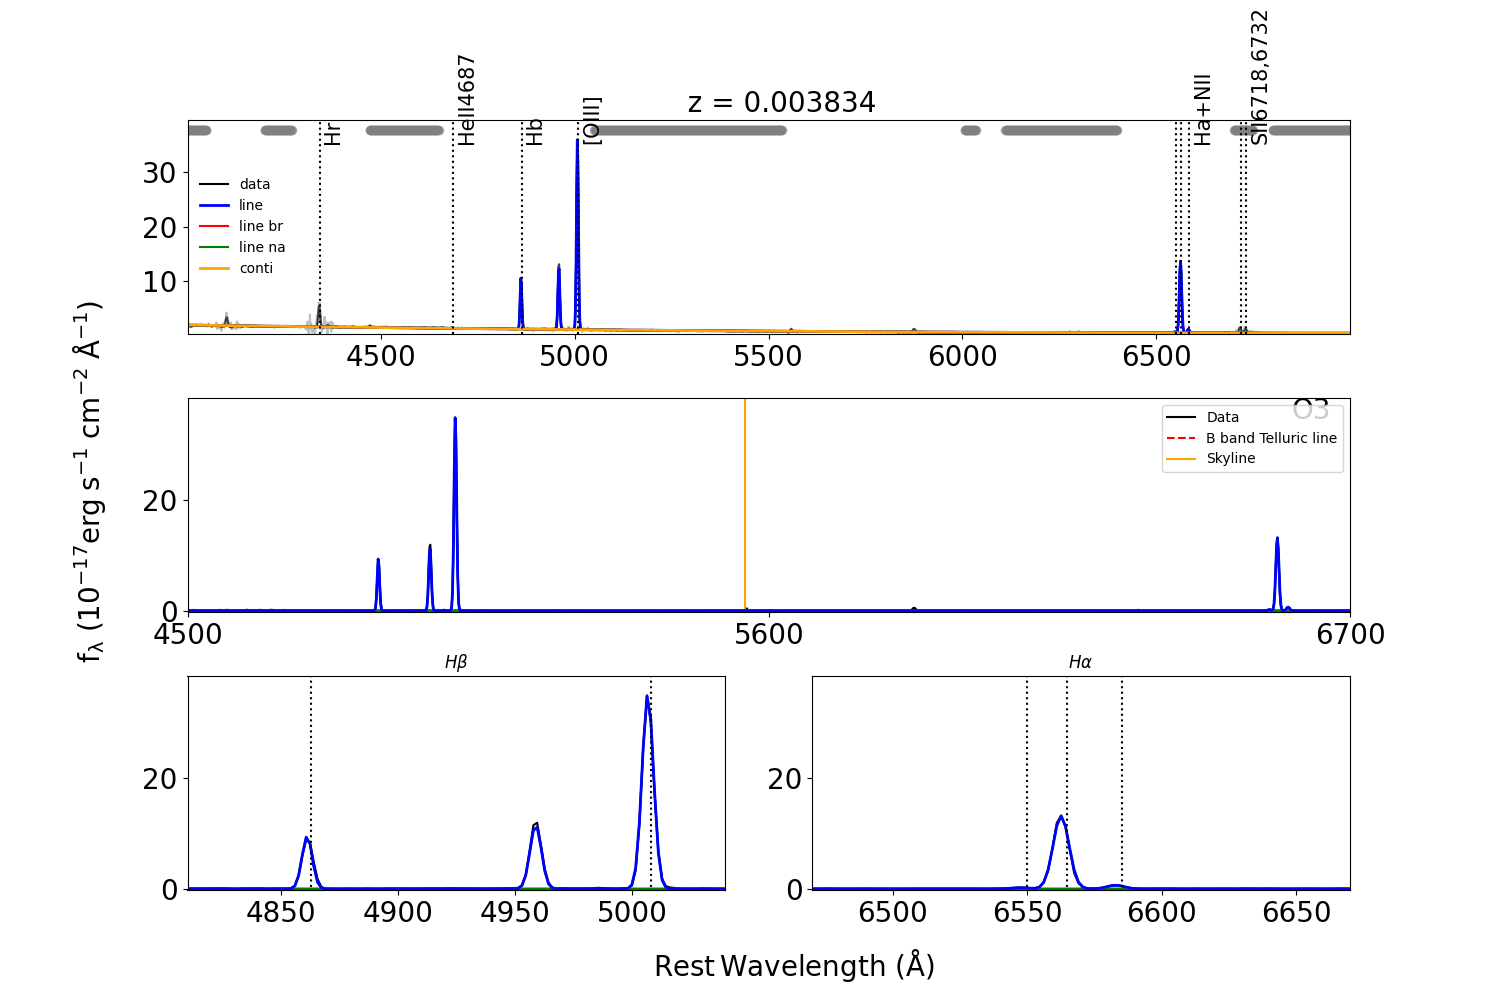 z = 0.003834
Hr
HeII4687
Hb
[OIII]
Ha+NII
SII6718,6732
30
20
10
data
line
line br
line na
conti
4500 5000 5500 6000 6500
fλ (10⁻¹⁷erg s⁻¹ cm⁻² Å⁻¹)
O3
Data
B band Telluric line
Skyline
20
0
4500 5600 6700
Hβ
20
0
4850 4900 4950 5000
Hα
20
0
6500 6550 6600 6650
Rest Wavelength (Å)